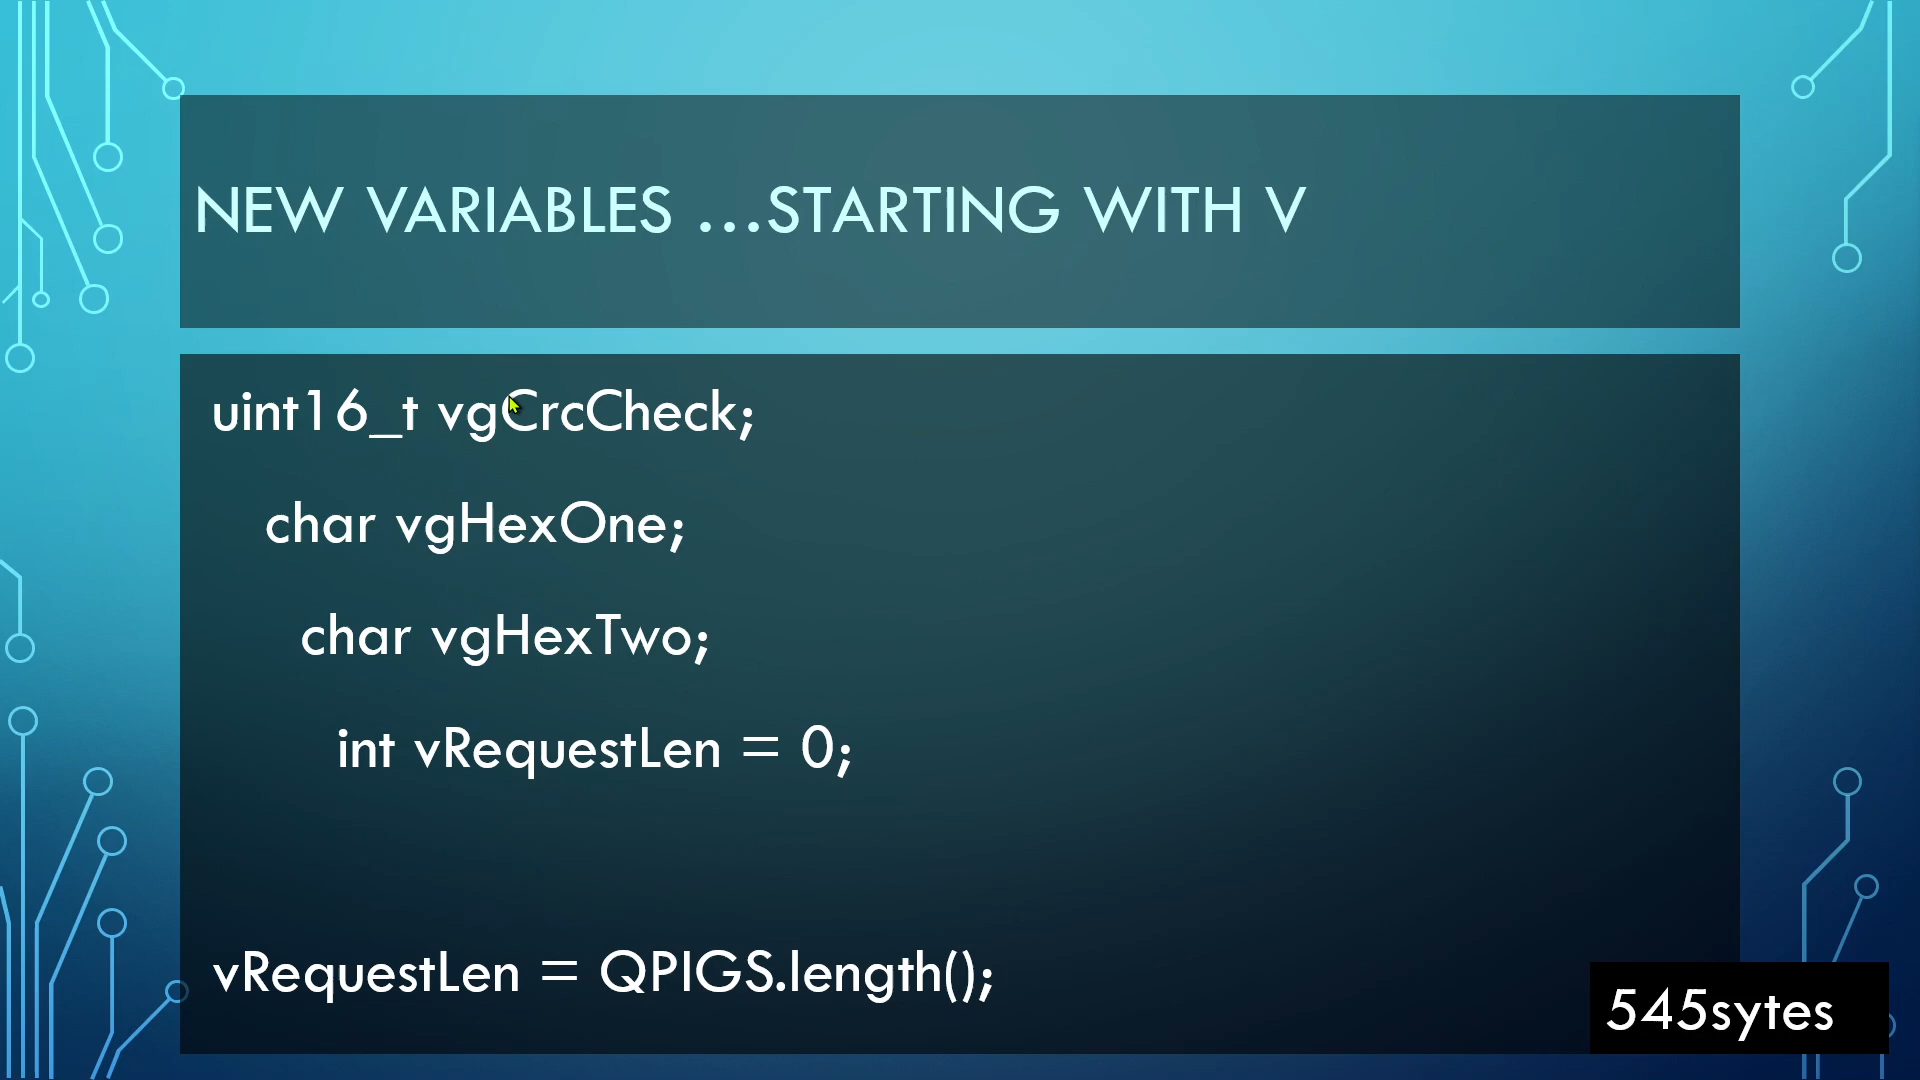 NEW VARIABLES ...STARTING WITH V
uint16_t vgCrcCheck;
char vgHexOne;
char vgHexTwo;
int vRequestLen = 0;
vRequestLen = QPIGS.length();
545sytes